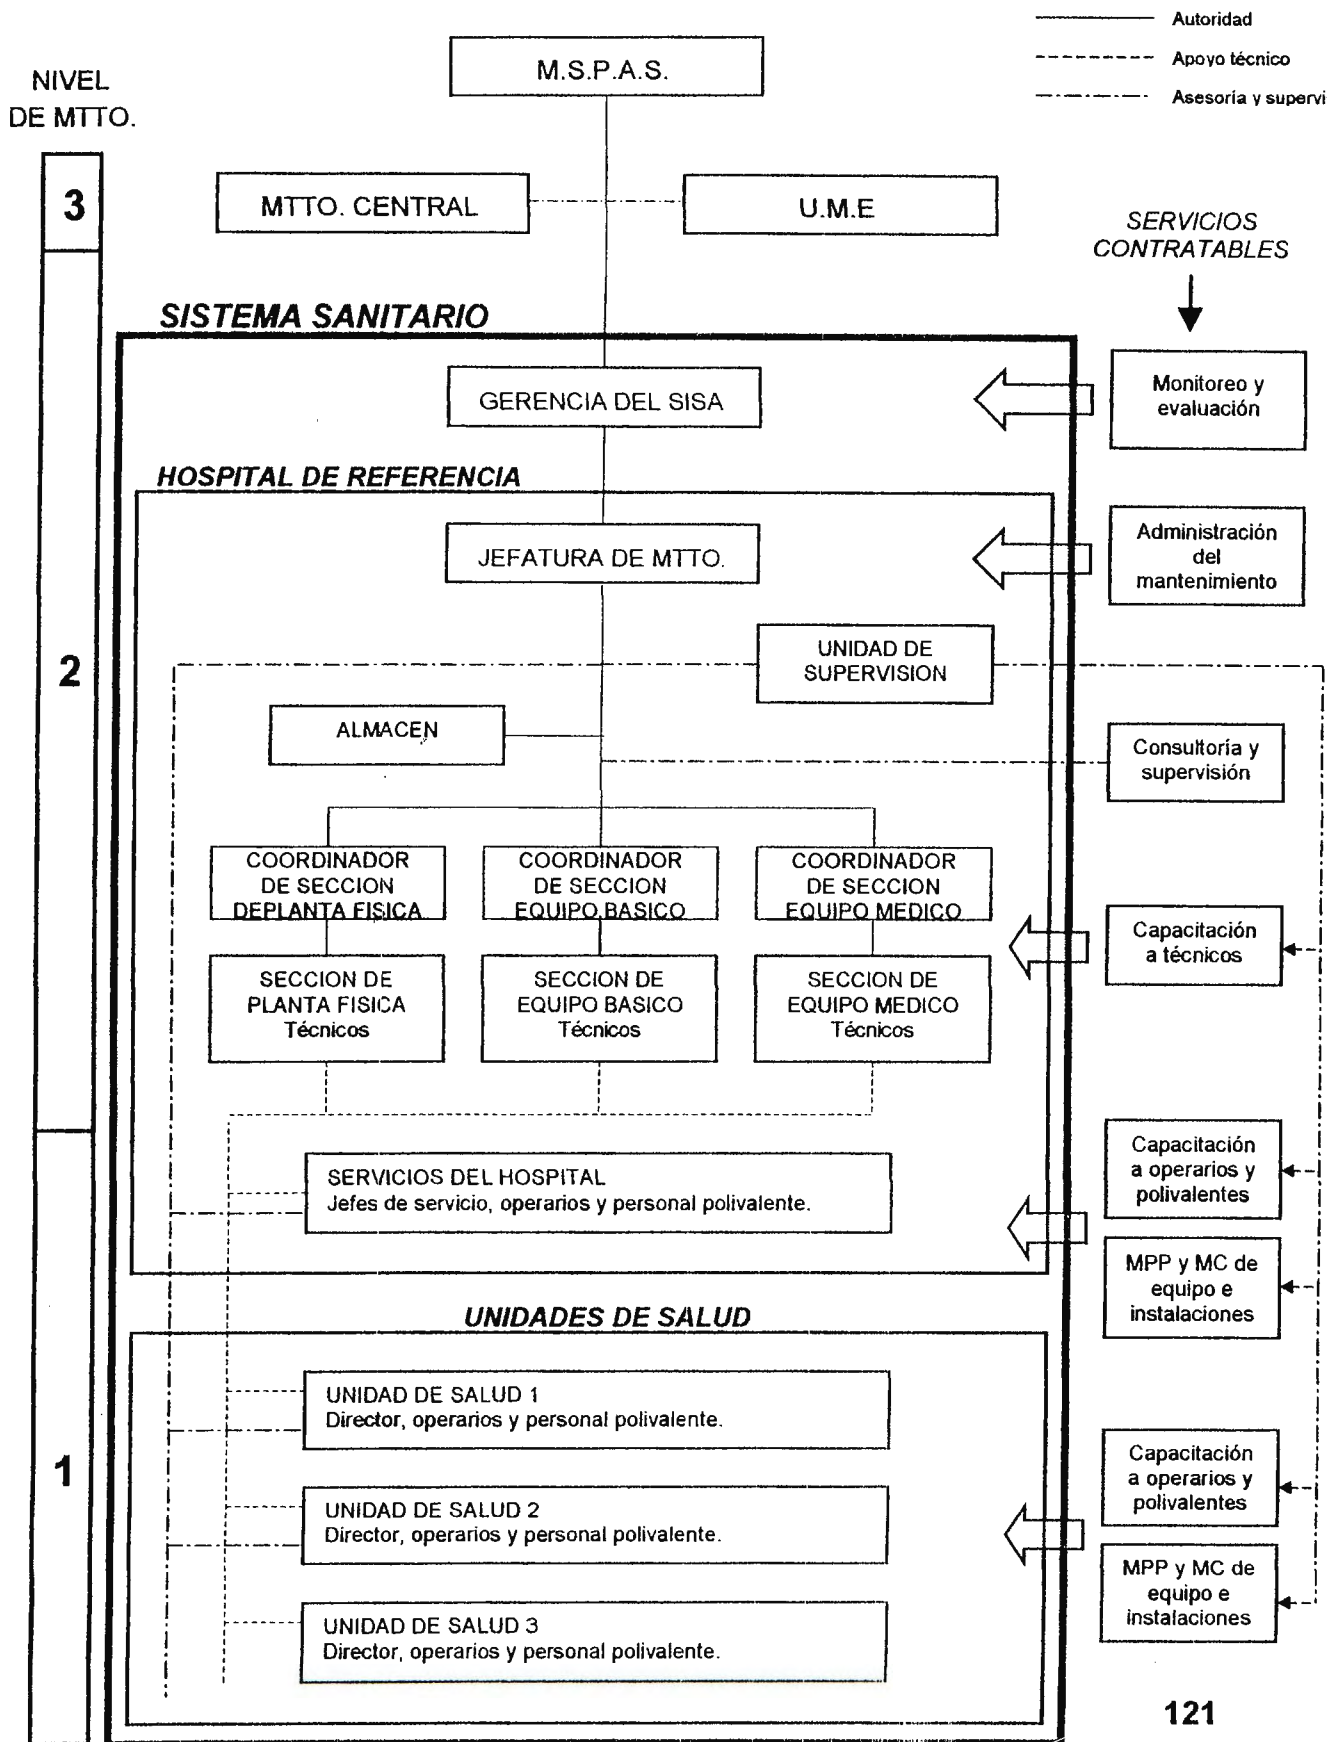 Autoridad
Apoyo técnico
Asesoría y supervi
M.S.P.A.S.
NIVEL
DE MTTO.
3
MTTO. CENTRAL
U.M.E
SERVICIOS
CONTRATABLES
SISTEMA SANITARIO
GERENCIA DEL SISA
Monitoreo y
evaluación
HOSPITAL DE REFERENCIA
JEFATURA DE MTTO.
Administración
del
mantenimiento
2
UNIDAD DE
SUPERVISION
ALMACEN
Consultoría y
supervisión
COORDINADOR
DE SECCION
DEPLANTA FISICA
COORDINADOR
DE SECCION
EQUIPO BASICO
COORDINADOR
DE SECCION
EQUIPO MEDICO
Capacitación
a técnicos
SECCION DE
PLANTA FISICA
Técnicos
SECCION DE
EQUIPO BASICO
Técnicos
SECCION DE
EQUIPO MEDICO
Técnicos
SERVICIOS DEL HOSPITAL
Jefes de servicio, operarios y personal polivalente.
Capacitación
a operarios y
polivalentes
MPP y MC de
equipo e
instalaciones
UNIDADES DE SALUD
1
UNIDAD DE SALUD 1
Director, operarios y personal polivalente.
UNIDAD DE SALUD 2
Director, operarios y personal polivalente.
UNIDAD DE SALUD 3
Director, operarios y personal polivalente.
Capacitación
a operarios y
polivalentes
MPP y MC de
equipo e
instalaciones
121